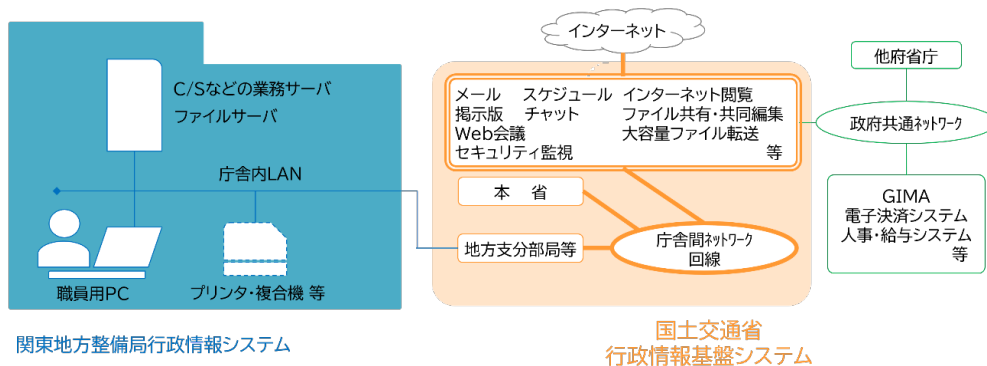 インターネット
他府省庁
C/Sなどの業務サーバ
ファイルサーバ
メール スケジュール インターネット閲覧
掲示版 チャット ファイル共有・共同編集
Web会議 大容量ファイル転送
セキュリティ監視 等
政府共通ネットワーク
庁舎内LAN
本 省
GIMA
電子決済システム
人事・給与システム
等
地方支分部局等
庁舎間ネットワーク
回線
職員用PC
プリンタ・複合機 等
国土交通省
行政情報基盤システム
関東地方整備局行政情報システム